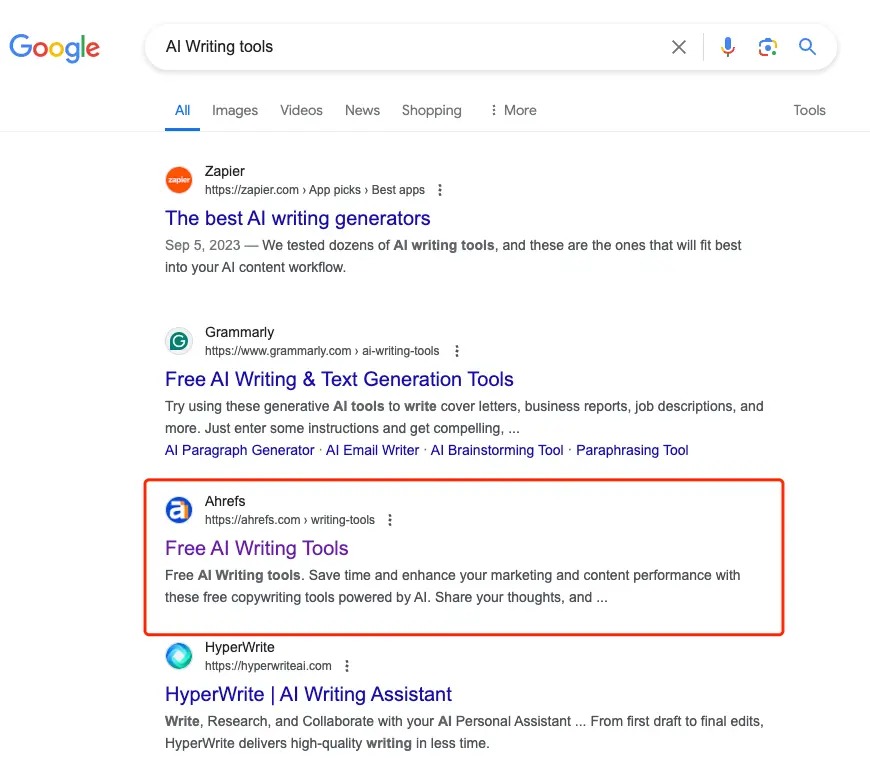 Google
AI Writing tools
All Images Videos News Shopping More Tools
zapier
Zapier
https://zapier.com › App picks › Best apps
The best AI writing generators
Sep 5, 2023 — We tested dozens of AI writing tools, and these are the ones that will fit best
into your AI content workflow.
Grammarly
https://www.grammarly.com › ai-writing-tools
Free AI Writing & Text Generation Tools
Try using these generative AI tools to write cover letters, business reports, job descriptions, and
more. Just enter some instructions and get compelling, ...
AI Paragraph Generator · AI Email Writer · AI Brainstorming Tool · Paraphrasing Tool
Ahrefs
https://ahrefs.com › writing-tools
Free AI Writing Tools
Free AI Writing tools. Save time and enhance your marketing and content performance with
these free copywriting tools powered by AI. Share your thoughts, and ...
HyperWrite
https://hyperwriteai.com
HyperWrite | AI Writing Assistant
Write, Research, and Collaborate with your AI Personal Assistant ... From first draft to final edits,
HyperWrite delivers high-quality writing in less time.